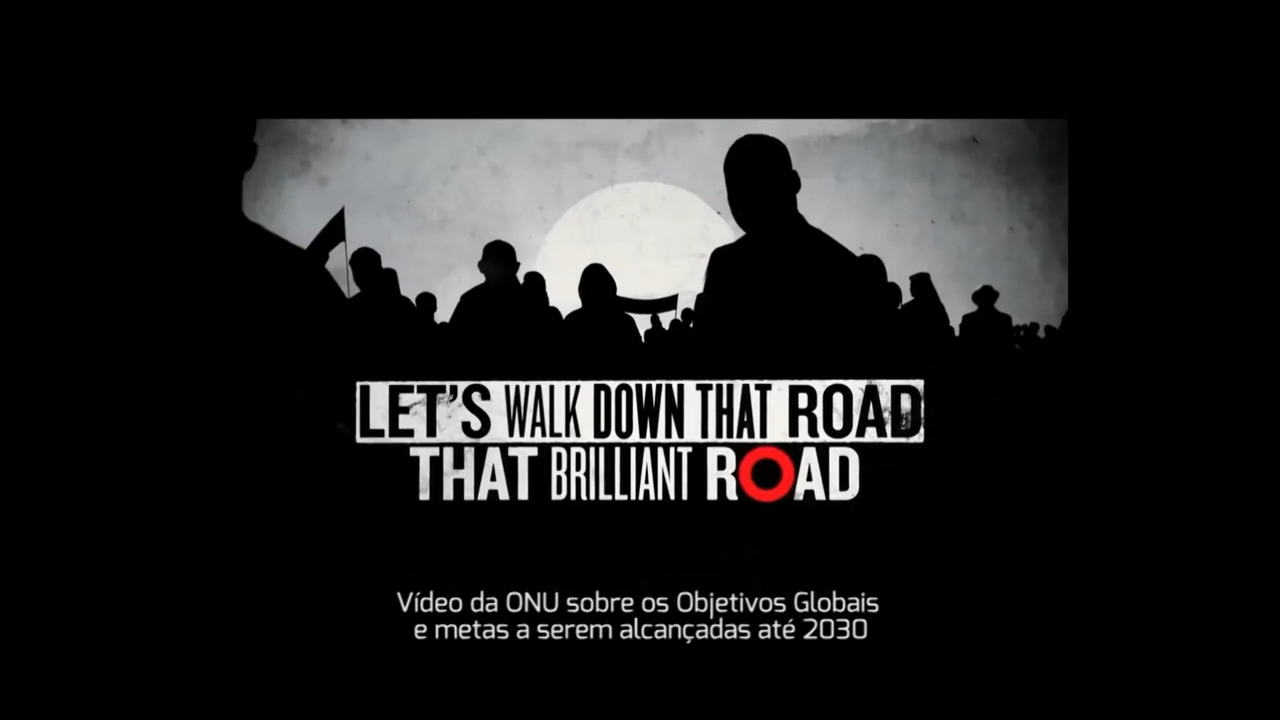 LET'S WALK DOWN THAT ROAD
THAT BRILLIANT ROAD
Vídeo da ONU sobre os Objetivos Globais
e metas a serem alcançadas até 2030